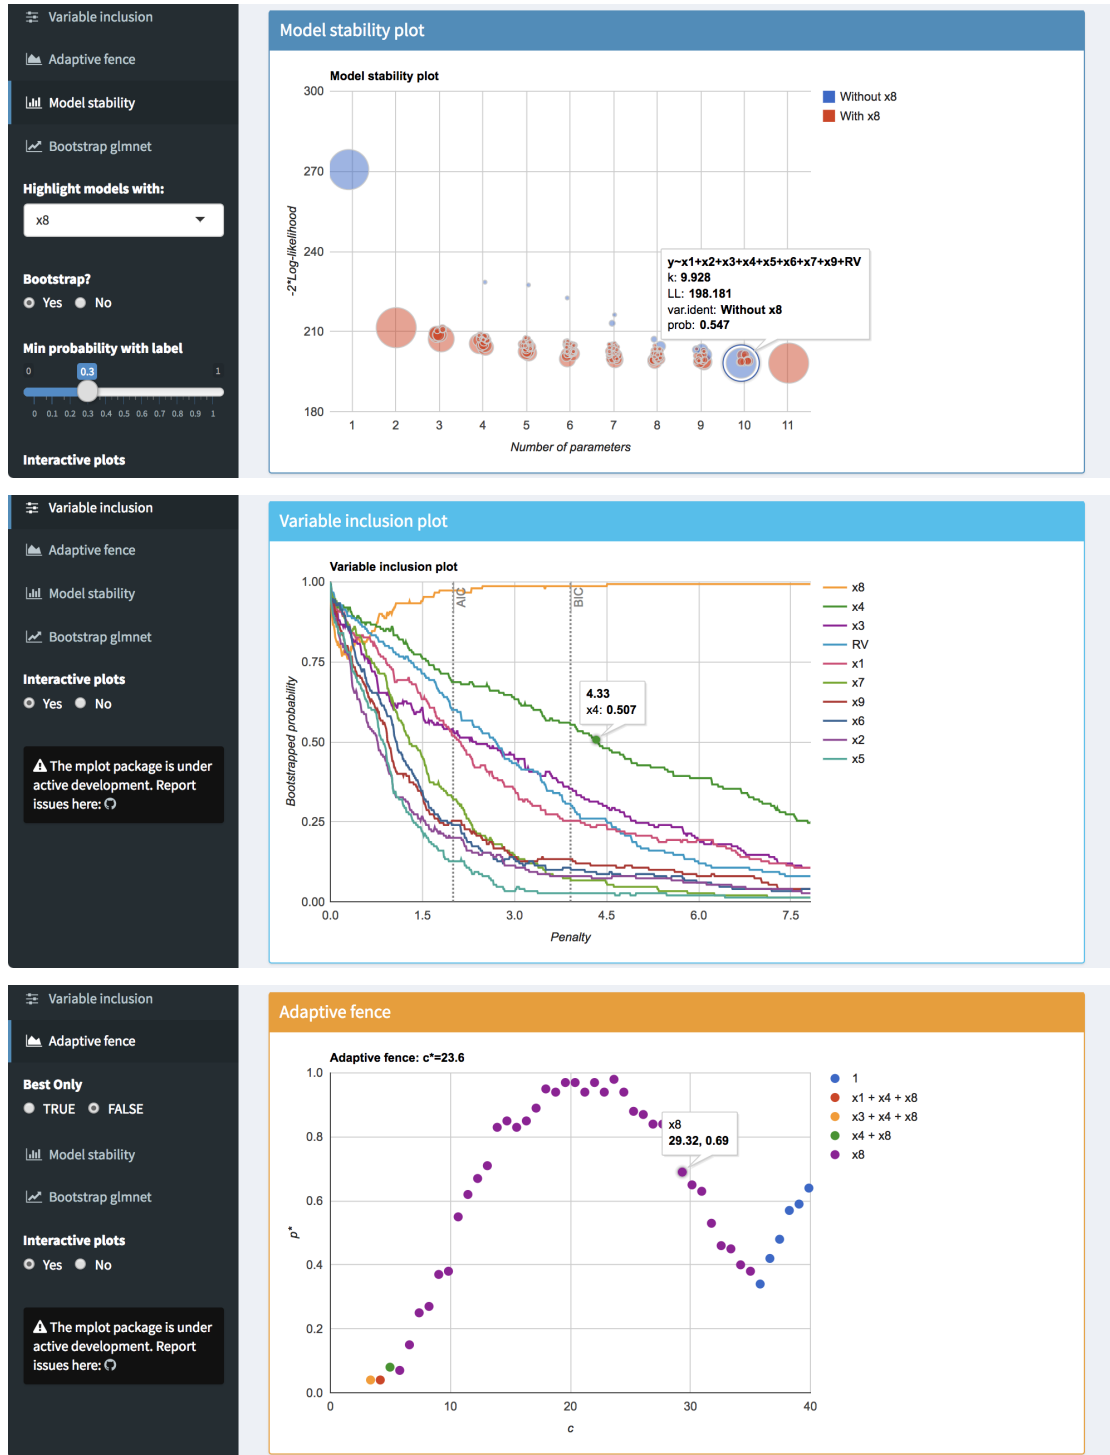 Variable inclusion
Adaptive fence
Model stability
Bootstrap glmnet
Highlight models with:
x8
Bootstrap?
Yes No
Min probability with label
0 0.3 1
0 0.1 0.2 0.3 0.4 0.5 0.6 0.7 0.8 0.9 1
Interactive plots
Model stability plot
Model stability plot
300
270
240
210
180
-2*Log-likelihood
1 2 3 4 5 6 7 8 9 10 11
Number of parameters
Without x8
With x8
y~x1+x2+x3+x4+x5+x6+x7+x9+RV
k: 9.928
LL: 198.181
var.ident: Without x8
prob: 0.547
Variable inclusion
Adaptive fence
Model stability
Bootstrap glmnet
Interactive plots
Yes No
The mplot package is under
active development. Report
issues here:
Variable inclusion plot
Variable inclusion plot
1.00
0.75
0.50
0.25
0.00
Bootstrapped probability
AIC
BIC
4.33
x4: 0.507
0.0 1.5 3.0 4.5 6.0 7.5
Penalty
x8
x4
x3
RV
x1
x7
x9
x6
x2
x5
Variable inclusion
Adaptive fence
Best Only
TRUE FALSE
Model stability
Bootstrap glmnet
Interactive plots
Yes No
The mplot package is under
active development. Report
issues here:
Adaptive fence
Adaptive fence: c*=23.6
1.0
0.8
0.6
0.4
0.2
0.0
p*
x8
29.32, 0.69
0 10 20 30 40
c
1
x1 + x4 + x8
x3 + x4 + x8
x4 + x8
x8